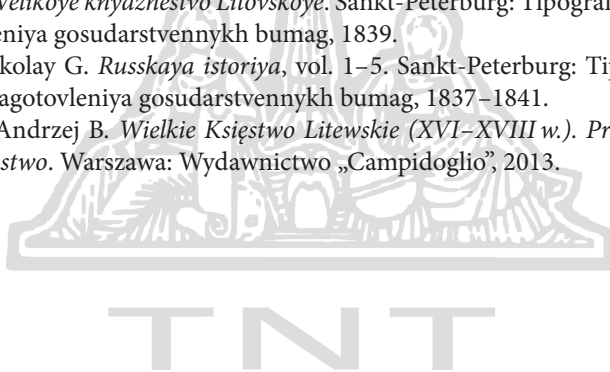 Velikoye knyazhestvo Litovskoye. Sankt-Peterburg: Tipograf
eniya gosudarstvennykh bumag, 1839.
kolay G. Russkaya istoriya, vol. 1–5. Sankt-Peterburg: Ti
agotovleniya gosudarstvennykh bumag, 1837–1841.
Andrzej B. Wielkie Księstwo Litewskie (XVI–XVIII w.). Pr
stwo. Warszawa: Wydawnictwo „Campidoglio”, 2013.
TNT